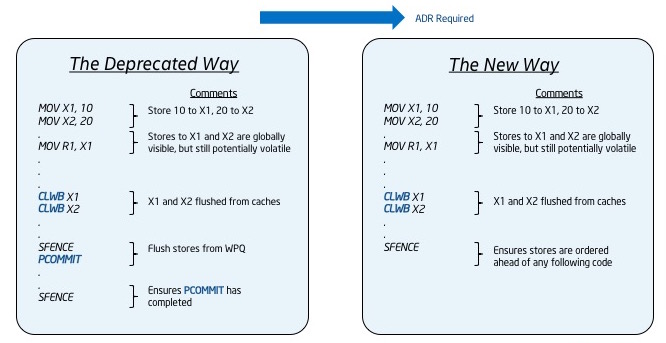 ADR Required
The Deprecated Way
Comments
MOV X1, 10
MOV X2, 20
Store 10 to X1, 20 to X2
.
MOV R1, X1
Stores to X1 and X2 are globally
visible, but still potentially volatile
.
.
.
CLWB X1
CLWB X2
X1 and X2 flushed from caches
.
.
SFENCE
PCOMMIT
Flush stores from WPQ
.
.
SFENCE
Ensures PCOMMIT has
completed
The New Way
Comments
MOV X1, 10
MOV X2, 20
Store 10 to X1, 20 to X2
.
MOV R1, X1
Stores to X1 and X2 are globally
visible, but still potentially volatile
.
.
.
CLWB X1
CLWB X2
X1 and X2 flushed from caches
.
.
SFENCE
Ensures stores are ordered
ahead of any following code